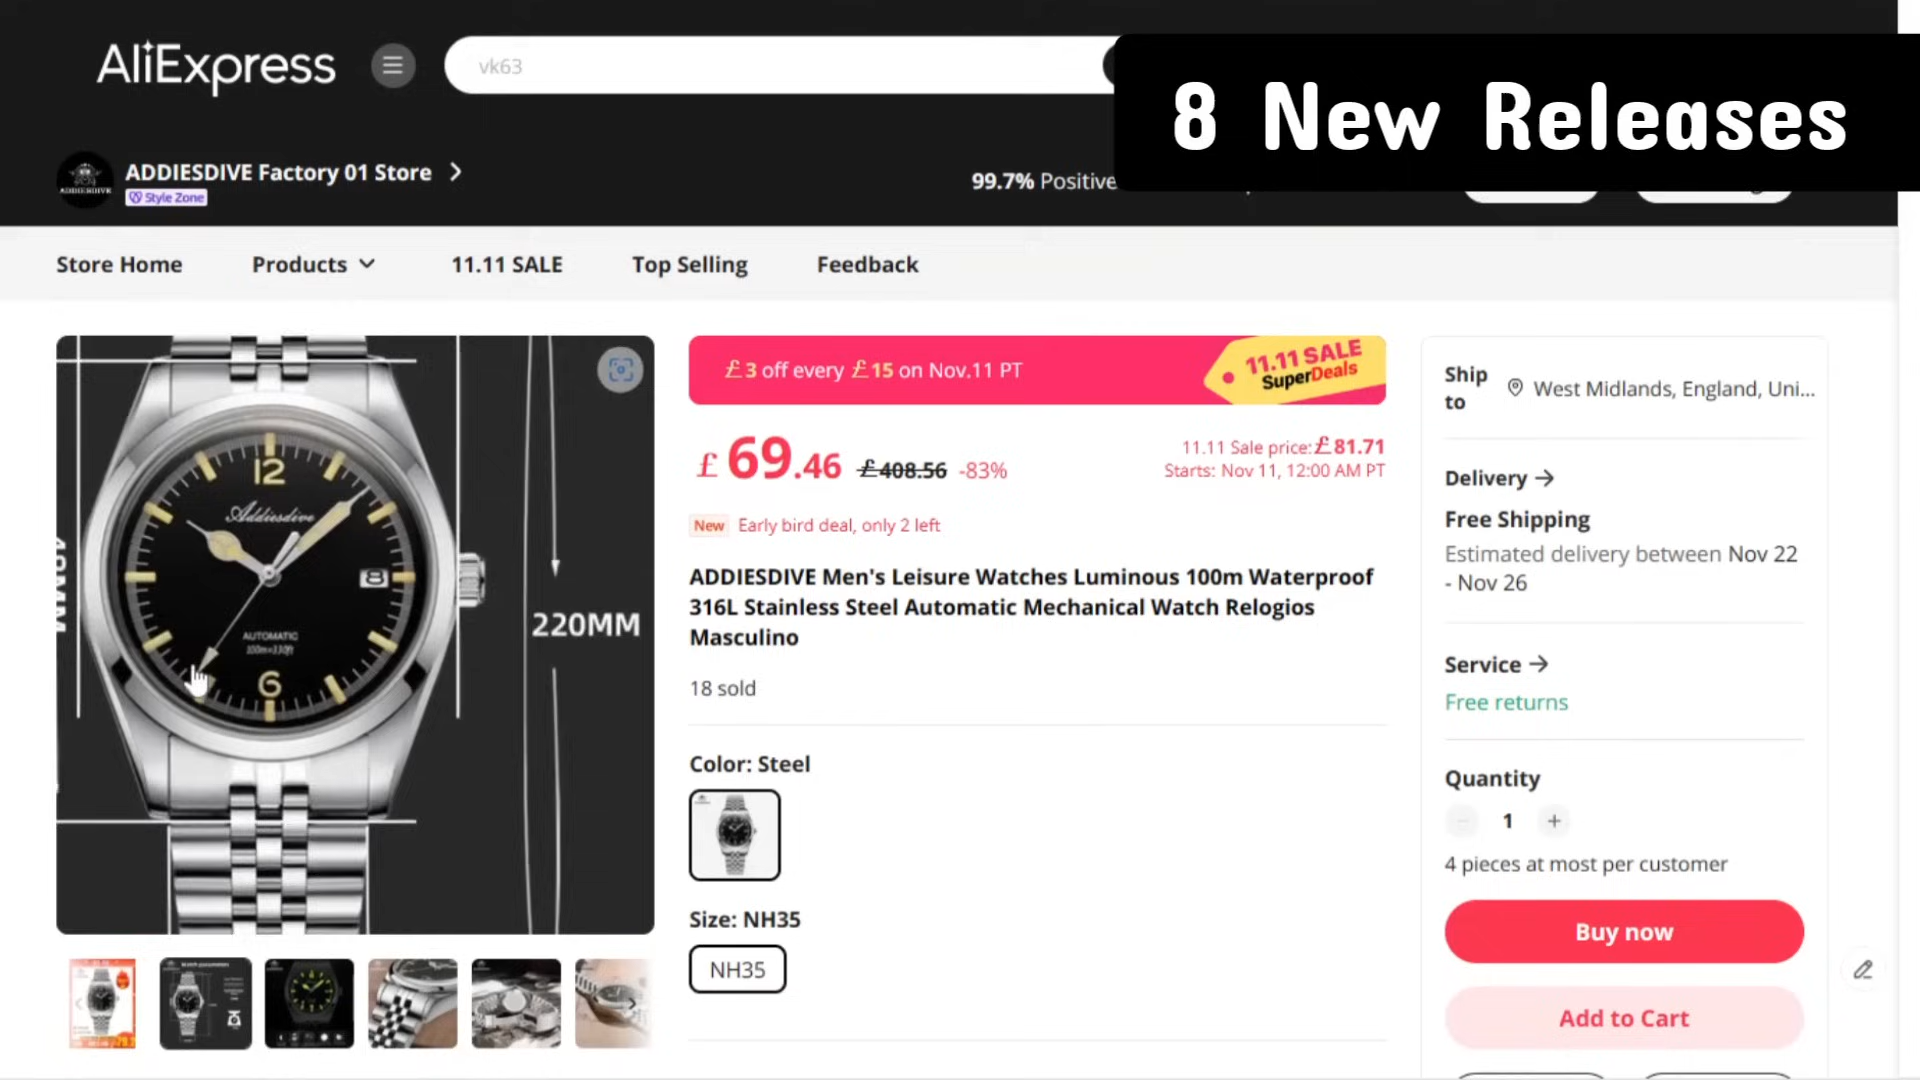 AliExpress
vk63
8 New Releases
ADDIESDIVE Factory 01 Store
Style Zone
99.7% Positive
Store Home
Products
11.11 SALE
Top Selling
Feedback
12
Addiesdive
8
AUTOMATIC
100m=330ft
6
40MM
220MM
£3 off every £15 on Nov.11 PT
11.11 SALE
SuperDeals
£69.46 £408.56 -83%
11.11 Sale price:£81.71
Starts: Nov 11, 12:00 AM PT
New Early bird deal, only 2 left
ADDIESDIVE Men's Leisure Watches Luminous 100m Waterproof
316L Stainless Steel Automatic Mechanical Watch Relogios
Masculino
18 sold
Color: Steel
Size: NH35
NH35
Ship
to
West Midlands, England, Uni...
Delivery
Free Shipping
Estimated delivery between Nov 22
- Nov 26
Service
Free returns
Quantity
1
4 pieces at most per customer
Buy now
Add to Cart